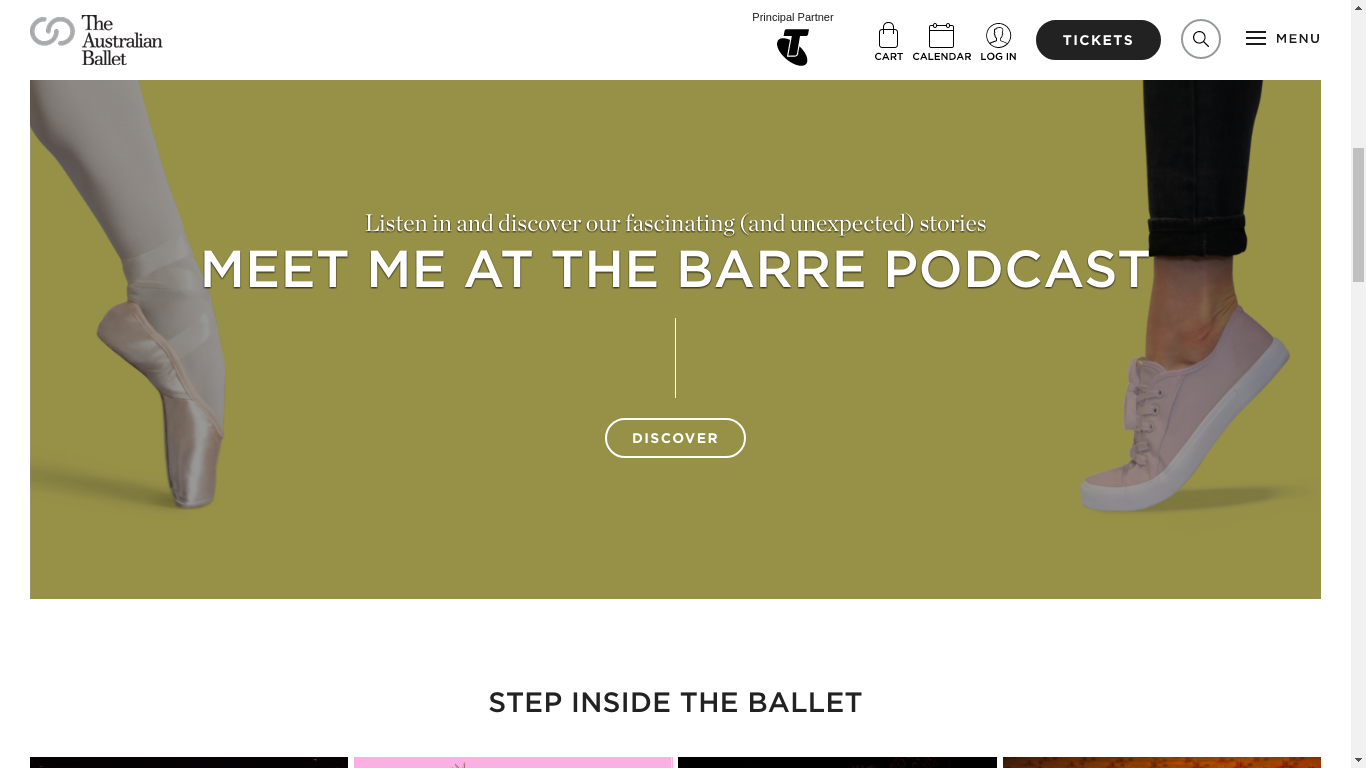 The
Australian
Ballet
Principal Partner
CART
CALENDAR
LOG IN
TICKETS
MENU
Listen in and discover our fascinating (and unexpected) stories
MEET ME AT THE BARRE PODCAST
DISCOVER
STEP INSIDE THE BALLET